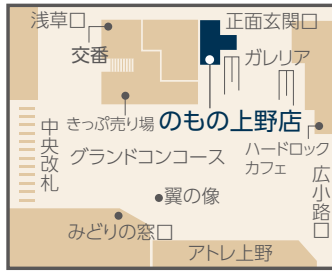 浅草口
正面玄関口
交番
ガレリア
きっぷ売り場
のもの上野店
中央改札
グランドコンコース
ハードロック
カフェ
広小路口
翼の像
みどりの窓口
アトレ上野